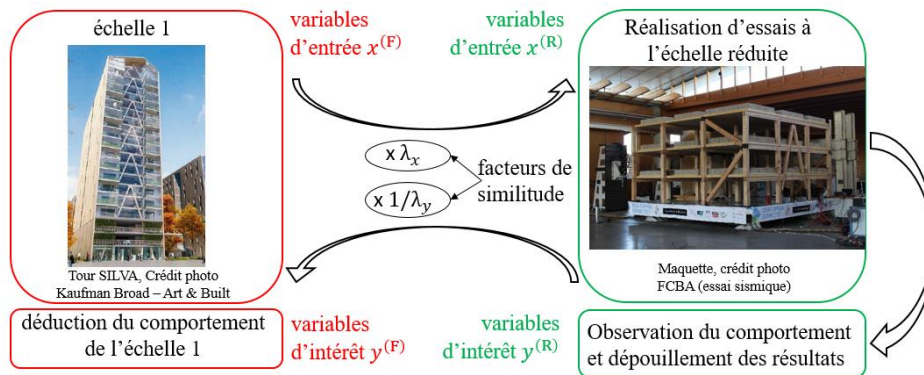 échelle 1
Tour SILVA, Crédit photo
Kaufman Broad – Art & Built
déduction du comportement
de l'échelle 1
variables
d'entrée x⁽ᶠ⁾
variables
d'entrée x⁽ᴿ⁾
x λₓ
x 1/λᵧ
facteurs de
similitude
variables
d'intérêt y⁽ᶠ⁾
variables
d'intérêt y⁽ᴿ⁾
Réalisation d'essais à
l'échelle réduite
Maquette, crédit photo
FCBA (essai sismique)
Observation du comportement
et dépouillement des résultats